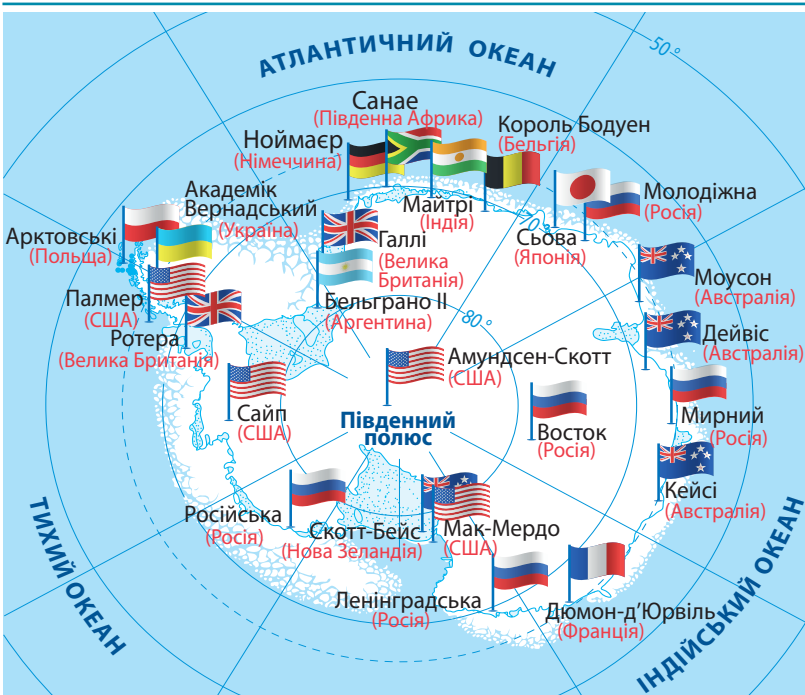 АТЛАНТИЧНИЙ ОКЕАН
50°
Санае
(Південна Африка)
Ноймаєр
(Німеччина)
Король Бодуен
(Бельгія)
Академік
Вернадський
(Україна)
Майтрі
(Індія)
Молодіжна
(Росія)
Арктовські
(Польща)
Галлі
(Велика
Британія)
Сьова
(Японія)
Моусон
(Австралія)
Палмер
(США)
Бельграно II
(Аргентина)
80°
Ротера
(Велика Британія)
Дейвіс
(Австралія)
Амундсен-Скотт
(США)
Сайп
(США)
Південний
полюс
Восток
(Росія)
Мирний
(Росія)
Кейсі
(Австралія)
Російська
(Росія)
Скотт-Бейс
(Нова Зеландія)
Мак-Мердо
(США)
Ленінградська
(Росія)
Дюмон-д’Юрвіль
(Франція)
ТИХИЙ ОКЕАН
ІНДІЙСЬКИЙ ОКЕАН